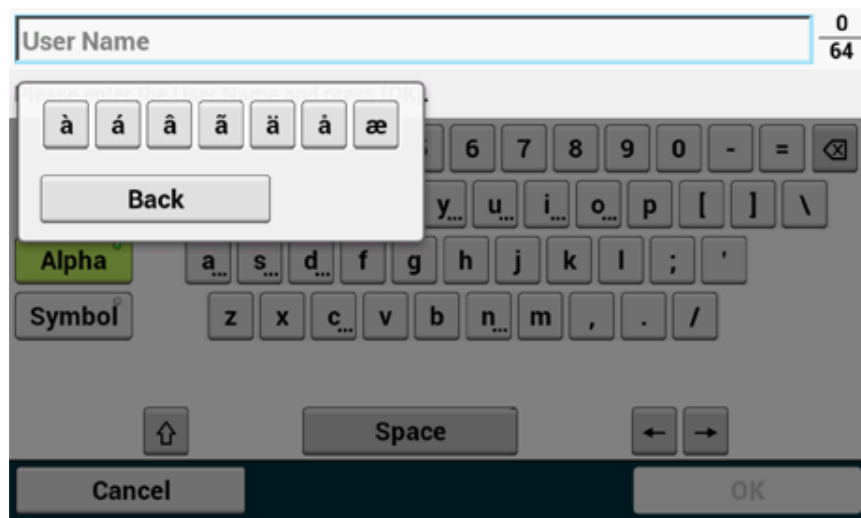 User Name
0
64
Please enter the User Name and press [OK].
à á â ã ä å æ
6 7 8 9 0 - =
Back
y... u... i... o... p [ ] \
Alpha a... s... d... f g h j k l ; '
Symbol z x c... v b n... m , . /
Space ← →
Cancel OK